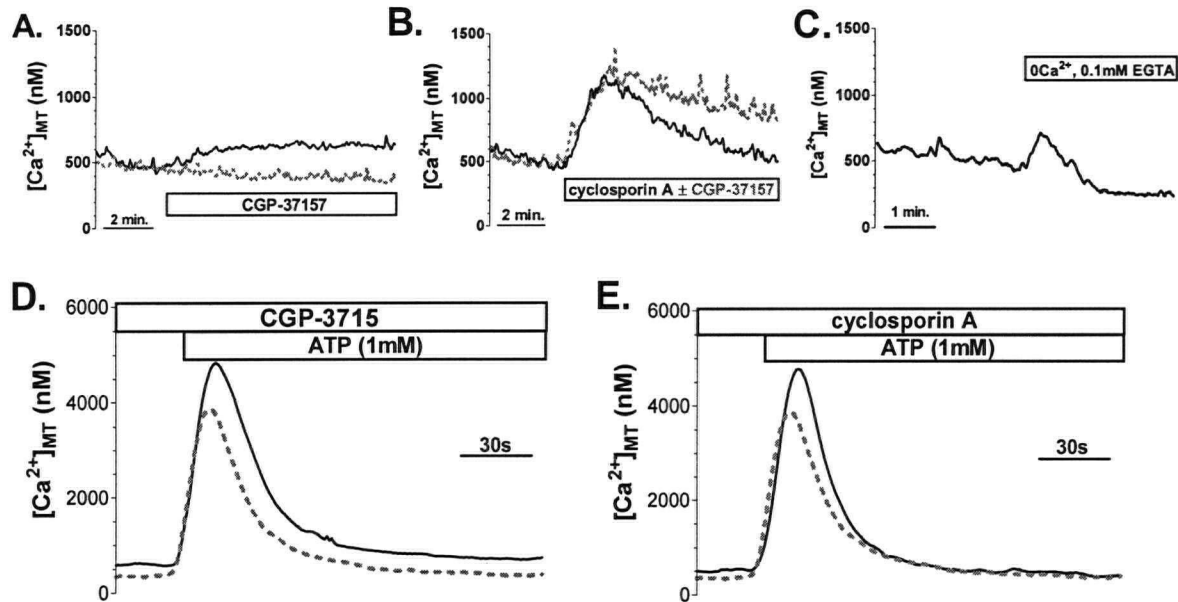 A.
1500
1000
500
0
[Ca²⁺]MT (nM)
CGP-37157
2 min.
B.
1500
1000
500
0
[Ca²⁺]MT (nM)
cyclosporin A ± CGP-37157
2 min.
C.
1500
1000
500
0
[Ca²⁺]MT (nM)
0Ca²⁺, 0.1mM EGTA
1 min.
D.
6000
4000
2000
0
[Ca²⁺]MT (nM)
CGP-3715
ATP (1mM)
30s
E.
6000
4000
2000
0
[Ca²⁺]MT (nM)
cyclosporin A
ATP (1mM)
30s